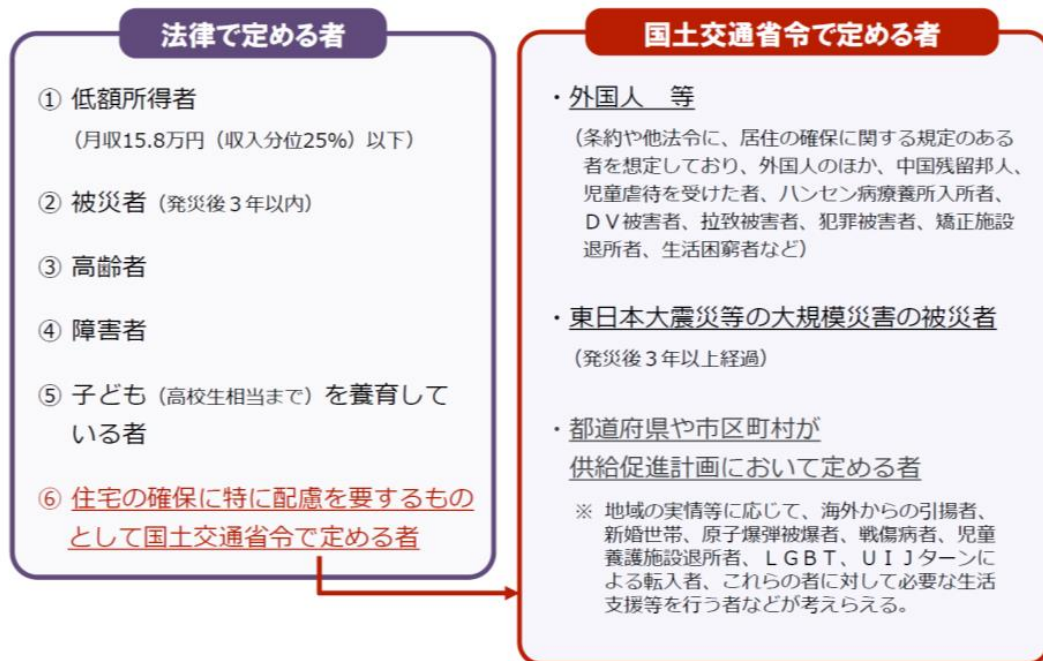 法律で定める者
① 低額所得者
（月収15.8万円（収入分位25%）以下）
② 被災者（発災後３年以内）
③ 高齢者
④ 障害者
⑤ 子ども（高校生相当まで）を養育して
いる者
⑥ 住宅の確保に特に配慮を要するもの
として国土交通省令で定める者
国土交通省令で定める者
・外国人　等
（条約や他法令に、居住の確保に関する規定のある
者を想定しており、外国人のほか、中国残留邦人、
児童虐待を受けた者、ハンセン病療養所入所者、
ＤＶ被害者、拉致被害者、犯罪被害者、矯正施設
退所者、生活困窮者など）
・東日本大震災等の大規模災害の被災者
（発災後３年以上経過）
・都道府県や市区町村が
供給促進計画において定める者
※ 地域の実情等に応じて、海外からの引揚者、
新婚世帯、原子爆弾被爆者、戦傷病者、児童
養護施設退所者、ＬＧＢＴ、ＵＩＪターンに
よる転入者、これらの者に対して必要な生活
支援等を行う者などが考えらえる。